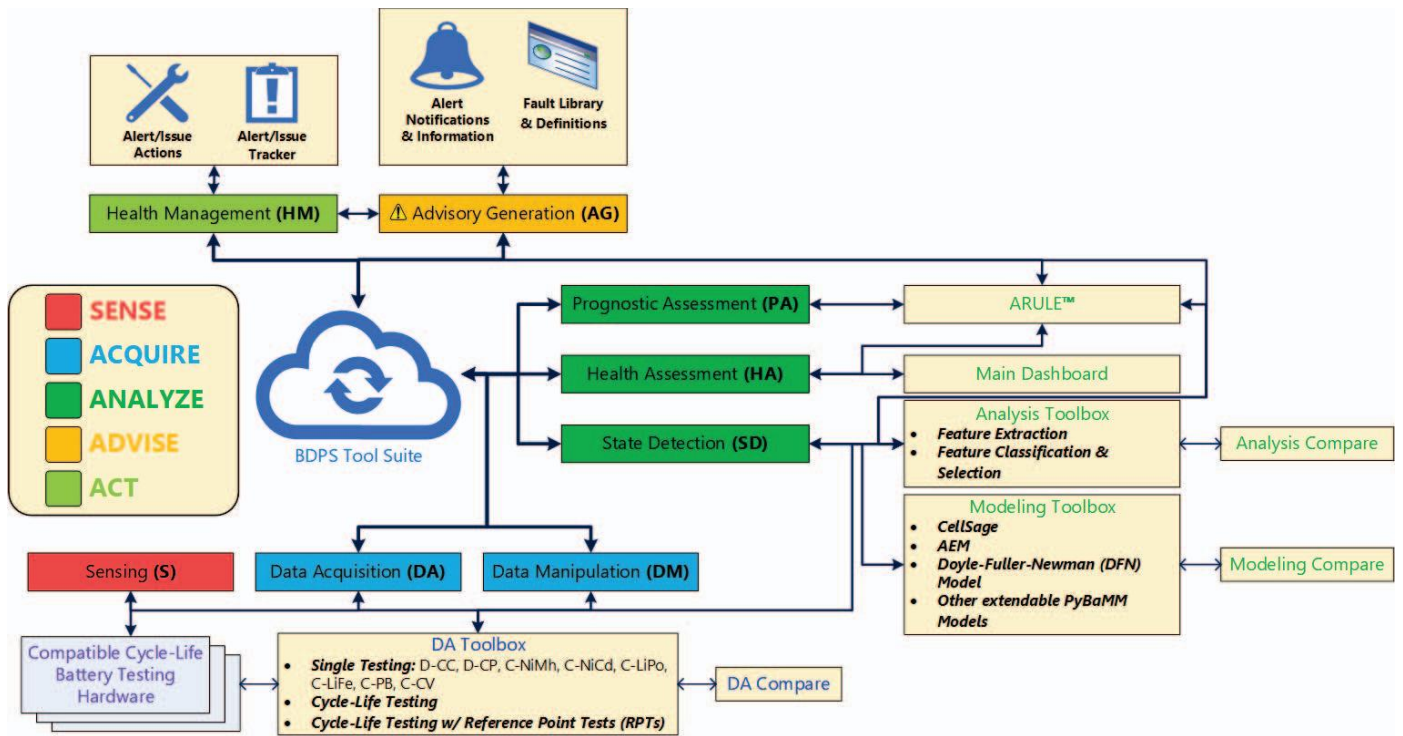 Alert/Issue
Actions
Alert/Issue
Tracker
Alert
Notifications
& Information
Fault Library
& Definitions
Health Management (HM)
⚠ Advisory Generation (AG)
SENSE
ACQUIRE
ANALYZE
ADVISE
ACT
BDPS Tool Suite
Prognostic Assessment (PA)
ARULE™
Health Assessment (HA)
Main Dashboard
State Detection (SD)
Analysis Toolbox
• Feature Extraction
• Feature Classification &
Selection
Analysis Compare
Modeling Toolbox
• CellSage
• AEM
• Doyle-Fuller-Newman (DFN)
Model
• Other extendable PyBaMM
Models
Modeling Compare
Sensing (S)
Data Acquisition (DA)
Data Manipulation (DM)
Compatible Cycle-Life
Battery Testing
Hardware
DA Toolbox
• Single Testing: D-CC, D-CP, C-NiMh, C-NiCd, C-LiPo,
C-LiFe, C-PB, C-CV
• Cycle-Life Testing
• Cycle-Life Testing w/ Reference Point Tests (RPTs)
DA Compare